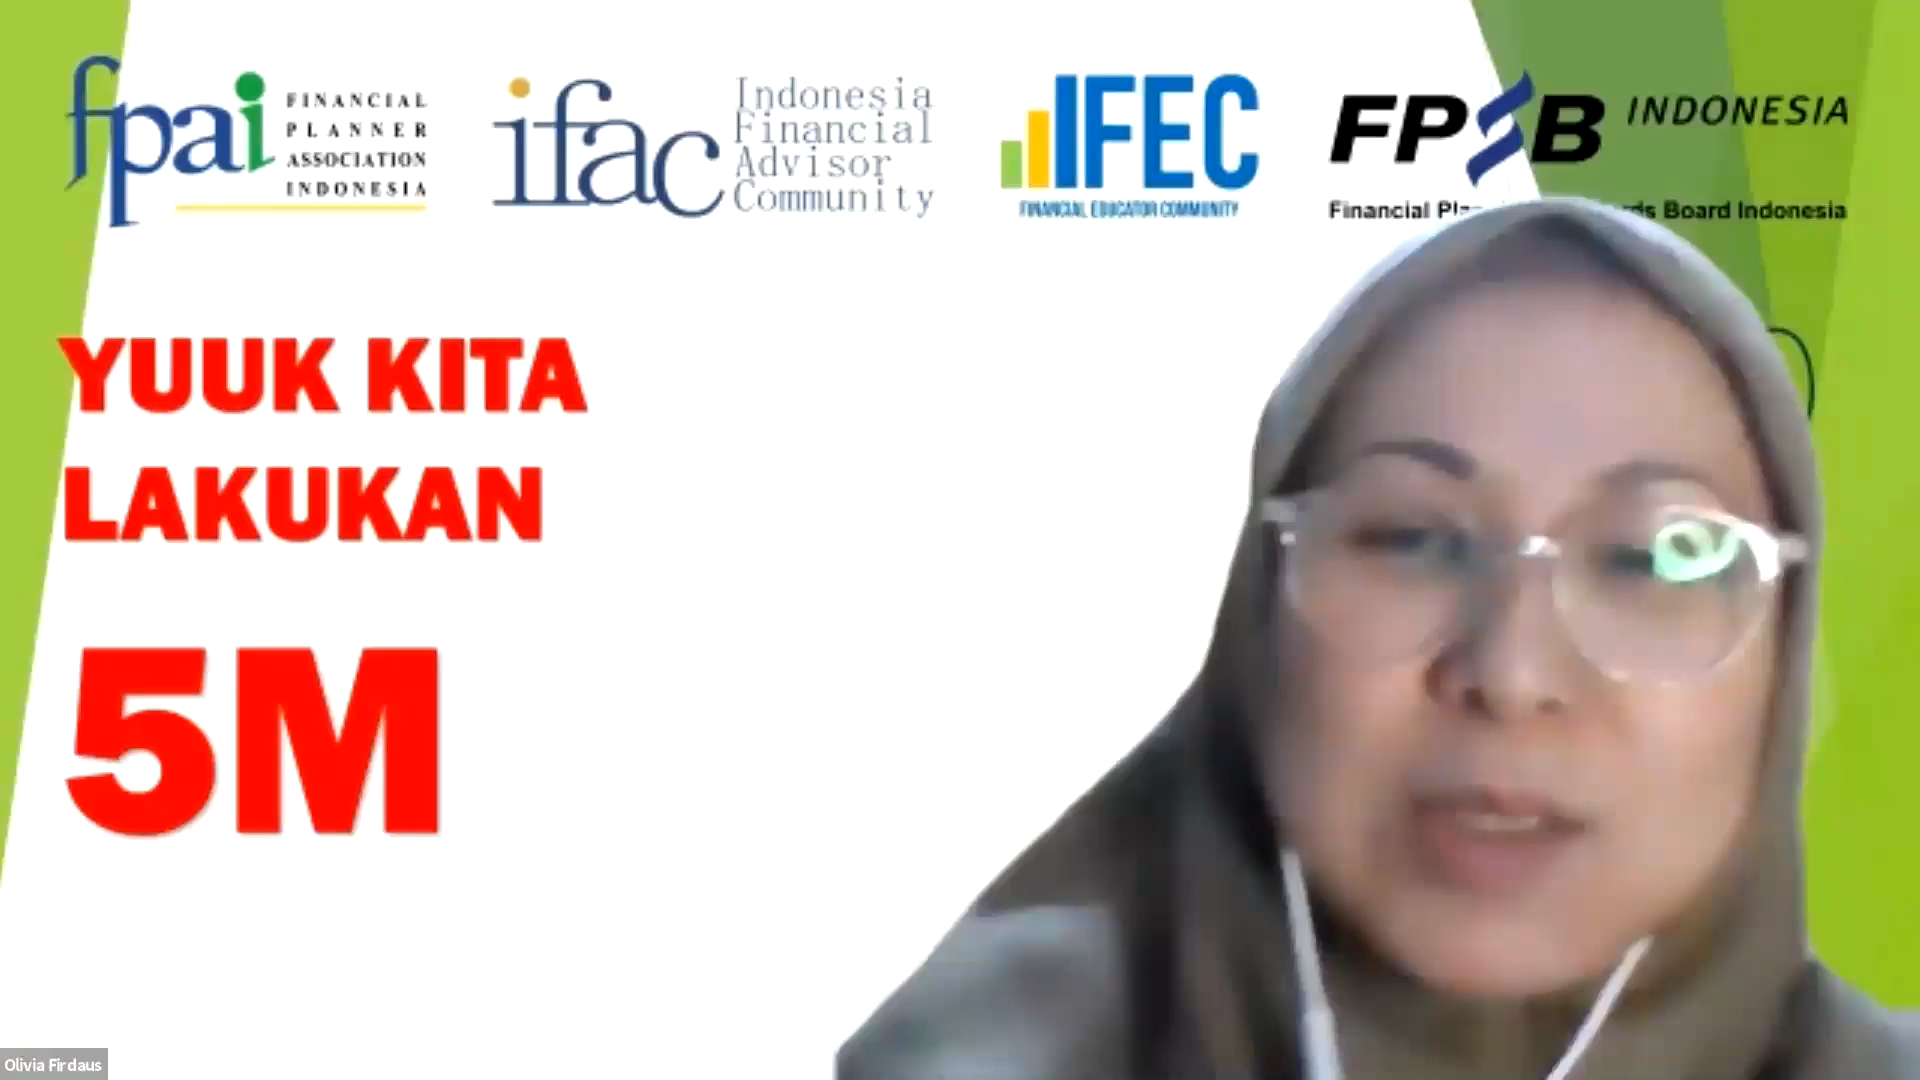 fpai
FINANCIAL
PLANNER
ASSOCIATION
INDONESIA
ifac
Indonesia
Financial
Advisor
Community
IFEC
FINANCIAL EDUCATOR COMMUNITY
FPSB INDONESIA
Financial Board Indonesia
YUUK KITA
LAKUKAN
5M
Olivia Firdaus